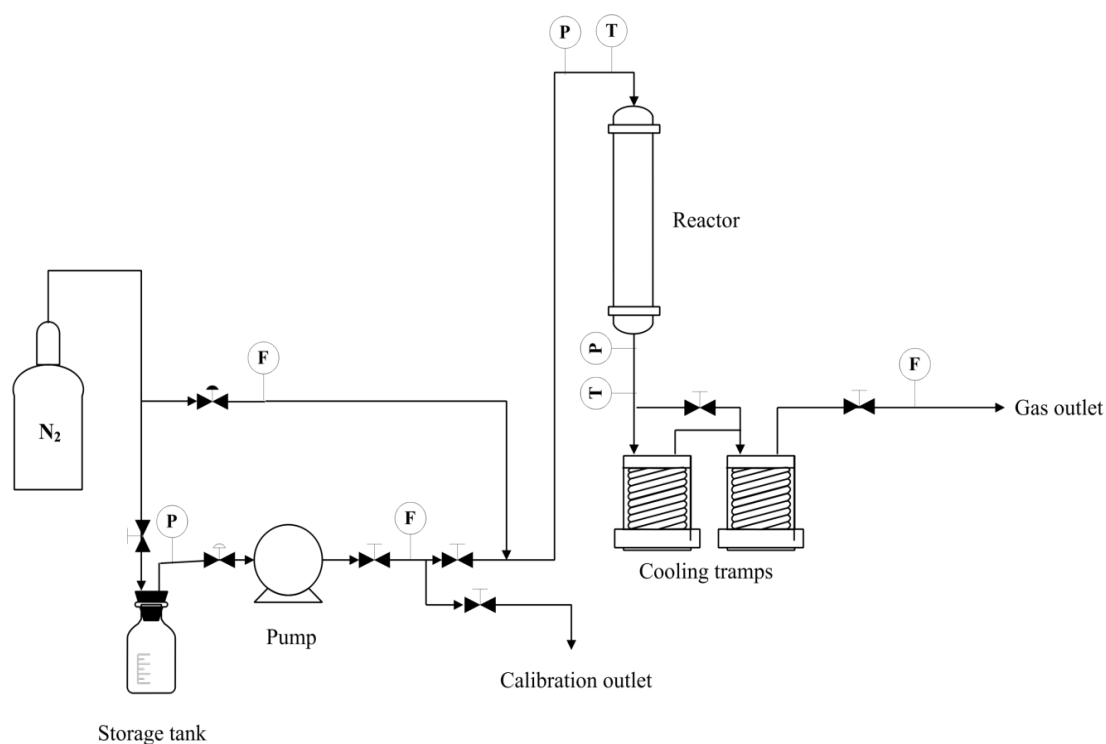 P
T
Reactor
P
F
F
T
N₂
Gas outlet
P
F
Cooling tramps
Pump
Calibration outlet
Storage tank